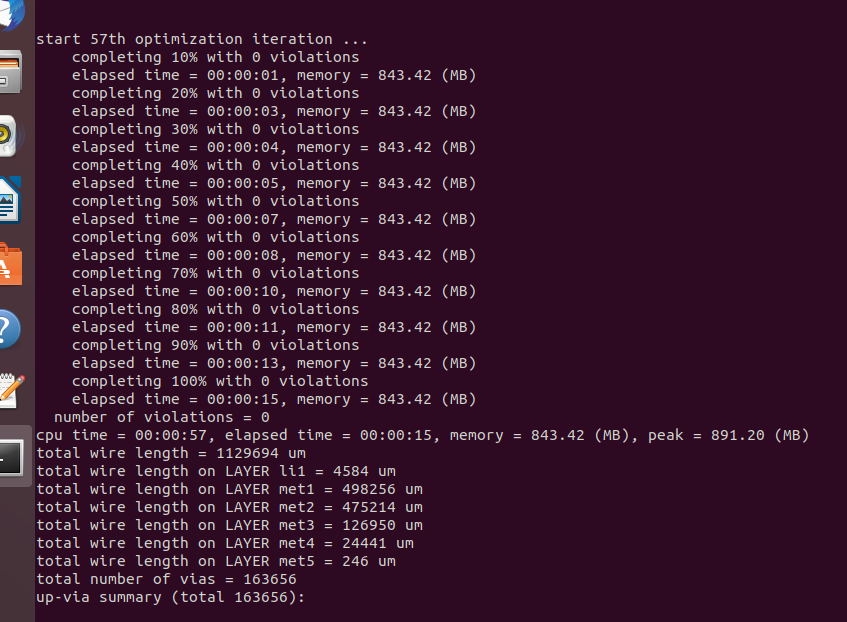 start 57th optimization iteration ...
    completing 10% with 0 violations
    elapsed time = 00:00:01, memory = 843.42 (MB)
    completing 20% with 0 violations
    elapsed time = 00:00:03, memory = 843.42 (MB)
    completing 30% with 0 violations
    elapsed time = 00:00:04, memory = 843.42 (MB)
    completing 40% with 0 violations
    elapsed time = 00:00:05, memory = 843.42 (MB)
    completing 50% with 0 violations
    elapsed time = 00:00:07, memory = 843.42 (MB)
    completing 60% with 0 violations
    elapsed time = 00:00:08, memory = 843.42 (MB)
    completing 70% with 0 violations
    elapsed time = 00:00:10, memory = 843.42 (MB)
    completing 80% with 0 violations
    elapsed time = 00:00:11, memory = 843.42 (MB)
    completing 90% with 0 violations
    elapsed time = 00:00:13, memory = 843.42 (MB)
    completing 100% with 0 violations
    elapsed time = 00:00:15, memory = 843.42 (MB)
  number of violations = 0
cpu time = 00:00:57, elapsed time = 00:00:15, memory = 843.42 (MB), peak = 891.20 (MB)
total wire length = 1129694 um
total wire length on LAYER li1 = 4584 um
total wire length on LAYER met1 = 498256 um
total wire length on LAYER met2 = 475214 um
total wire length on LAYER met3 = 126950 um
total wire length on LAYER met4 = 24441 um
total wire length on LAYER met5 = 246 um
total number of vias = 163656
up-via summary (total 163656):